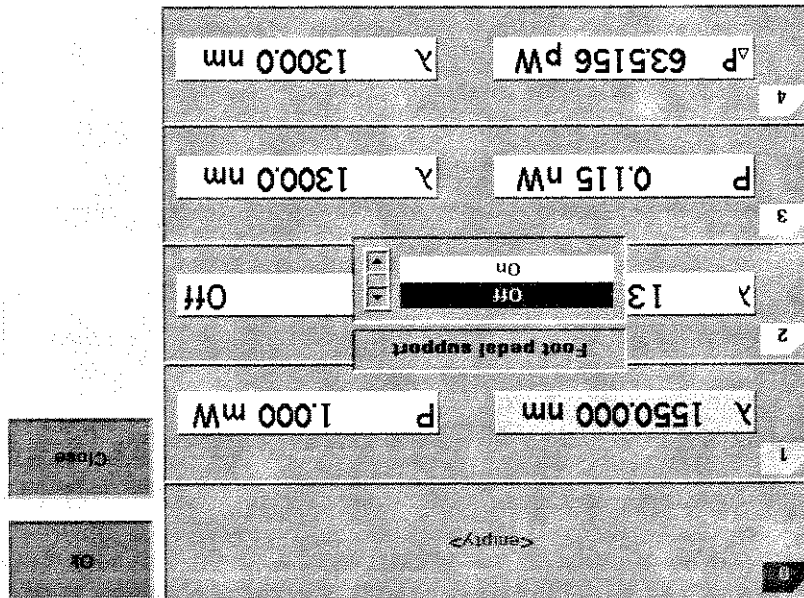 0
<empty>
Ok
1
λ 1550.000 nm
P 1.000 mW
Close
2
λ 13
Off
Foot pedal support
Off
On
3
P 0.115 nW
λ 1300.0 nm
4
△P 635156 pW
λ 1300.0 nm